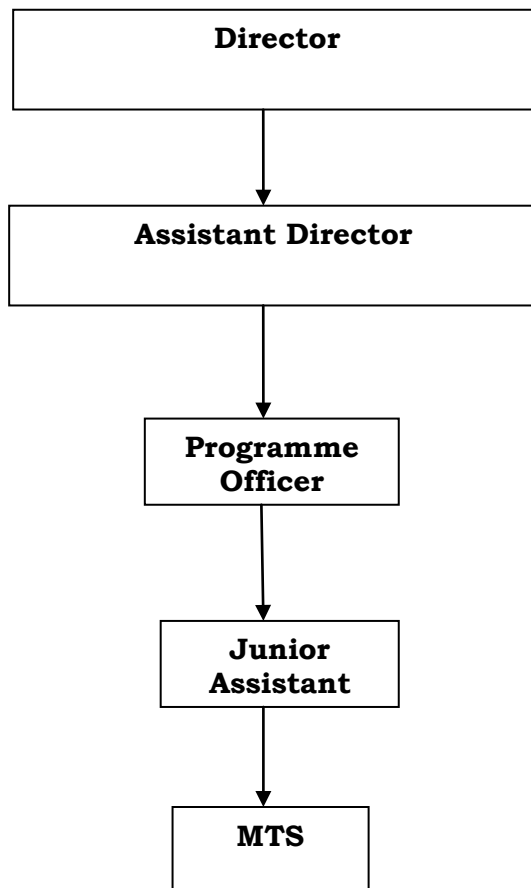 Director
Assistant Director
Programme
Officer
Junior
Assistant
MTS